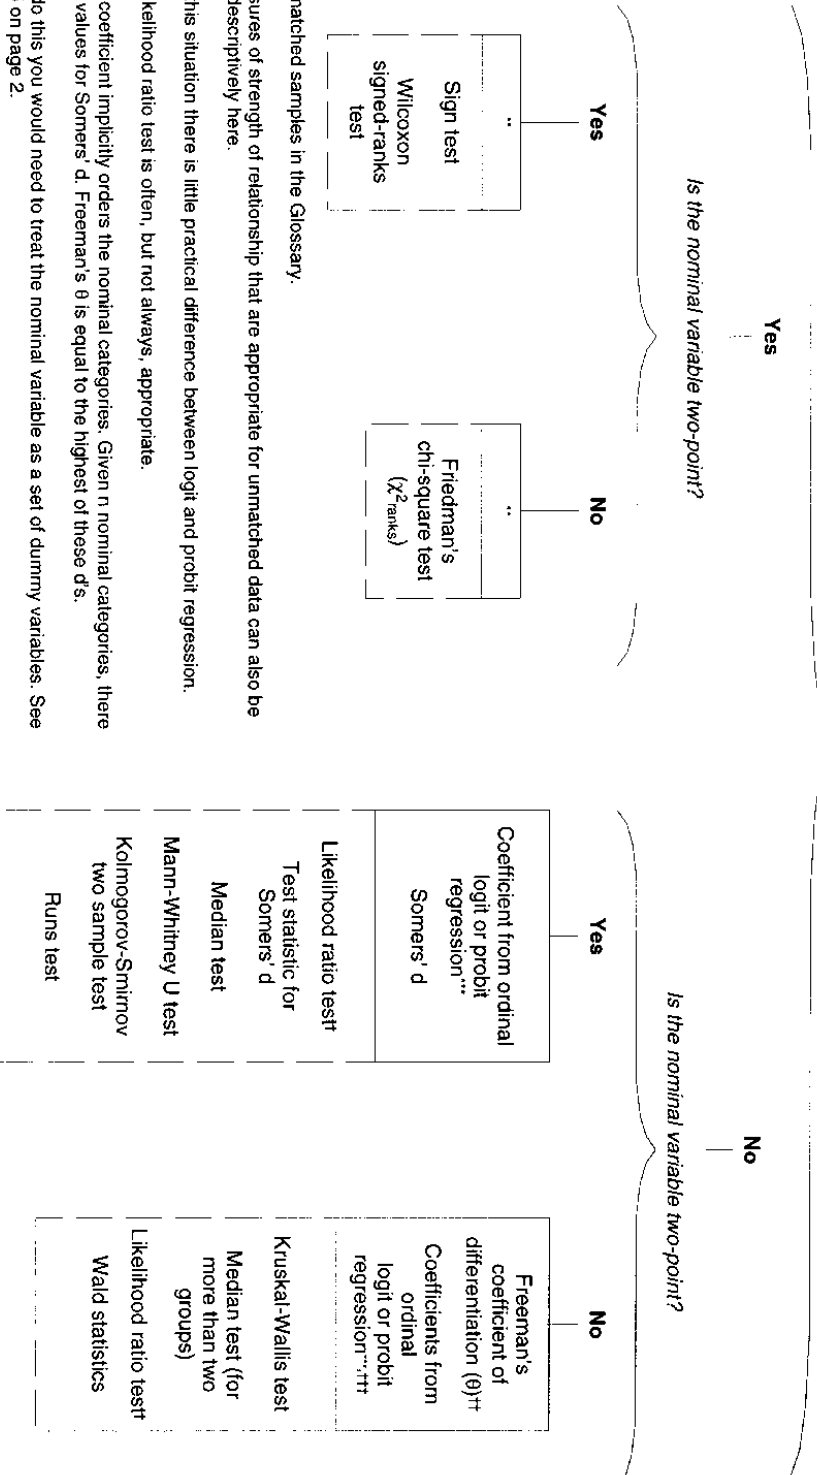 Yes
Is the nominal variable two-point?
Yes
**
Sign test
Wilcoxon
signed-ranks
test
No
**
Friedman's
chi-square test
(χ²ranks)
No
Is the nominal variable two-point?
Yes
Coefficient from ordinal
logit or probit
regression***
Somers' d
Likelihood ratio test†
Test statistic for
Somers' d
Median test
Mann-Whitney U test
Kolmogorov-Smirnov
two sample test
Runs test
No
Freeman's
coefficient of
differentiation (θ)††
Coefficients from
ordinal
logit or probit
regression***,†††
Kruskal-Wallis test
Median test (for
more than two
groups)
Likelihood ratio test†
Wald statistics
matched samples in the Glossary.
sures of strength of relationship that are appropriate for unmatched data can also be
descriptively here.
his situation there is little practical difference between logit and probit regression.
kelihood ratio test is often, but not always, appropriate.
coefficient implicitly orders the nominal categories. Given n nominal categories, there
values for Somers' d. Freeman's θ is equal to the highest of these d's.
do this you would need to treat the nominal variable as a set of dummy variables. See
on page 2.